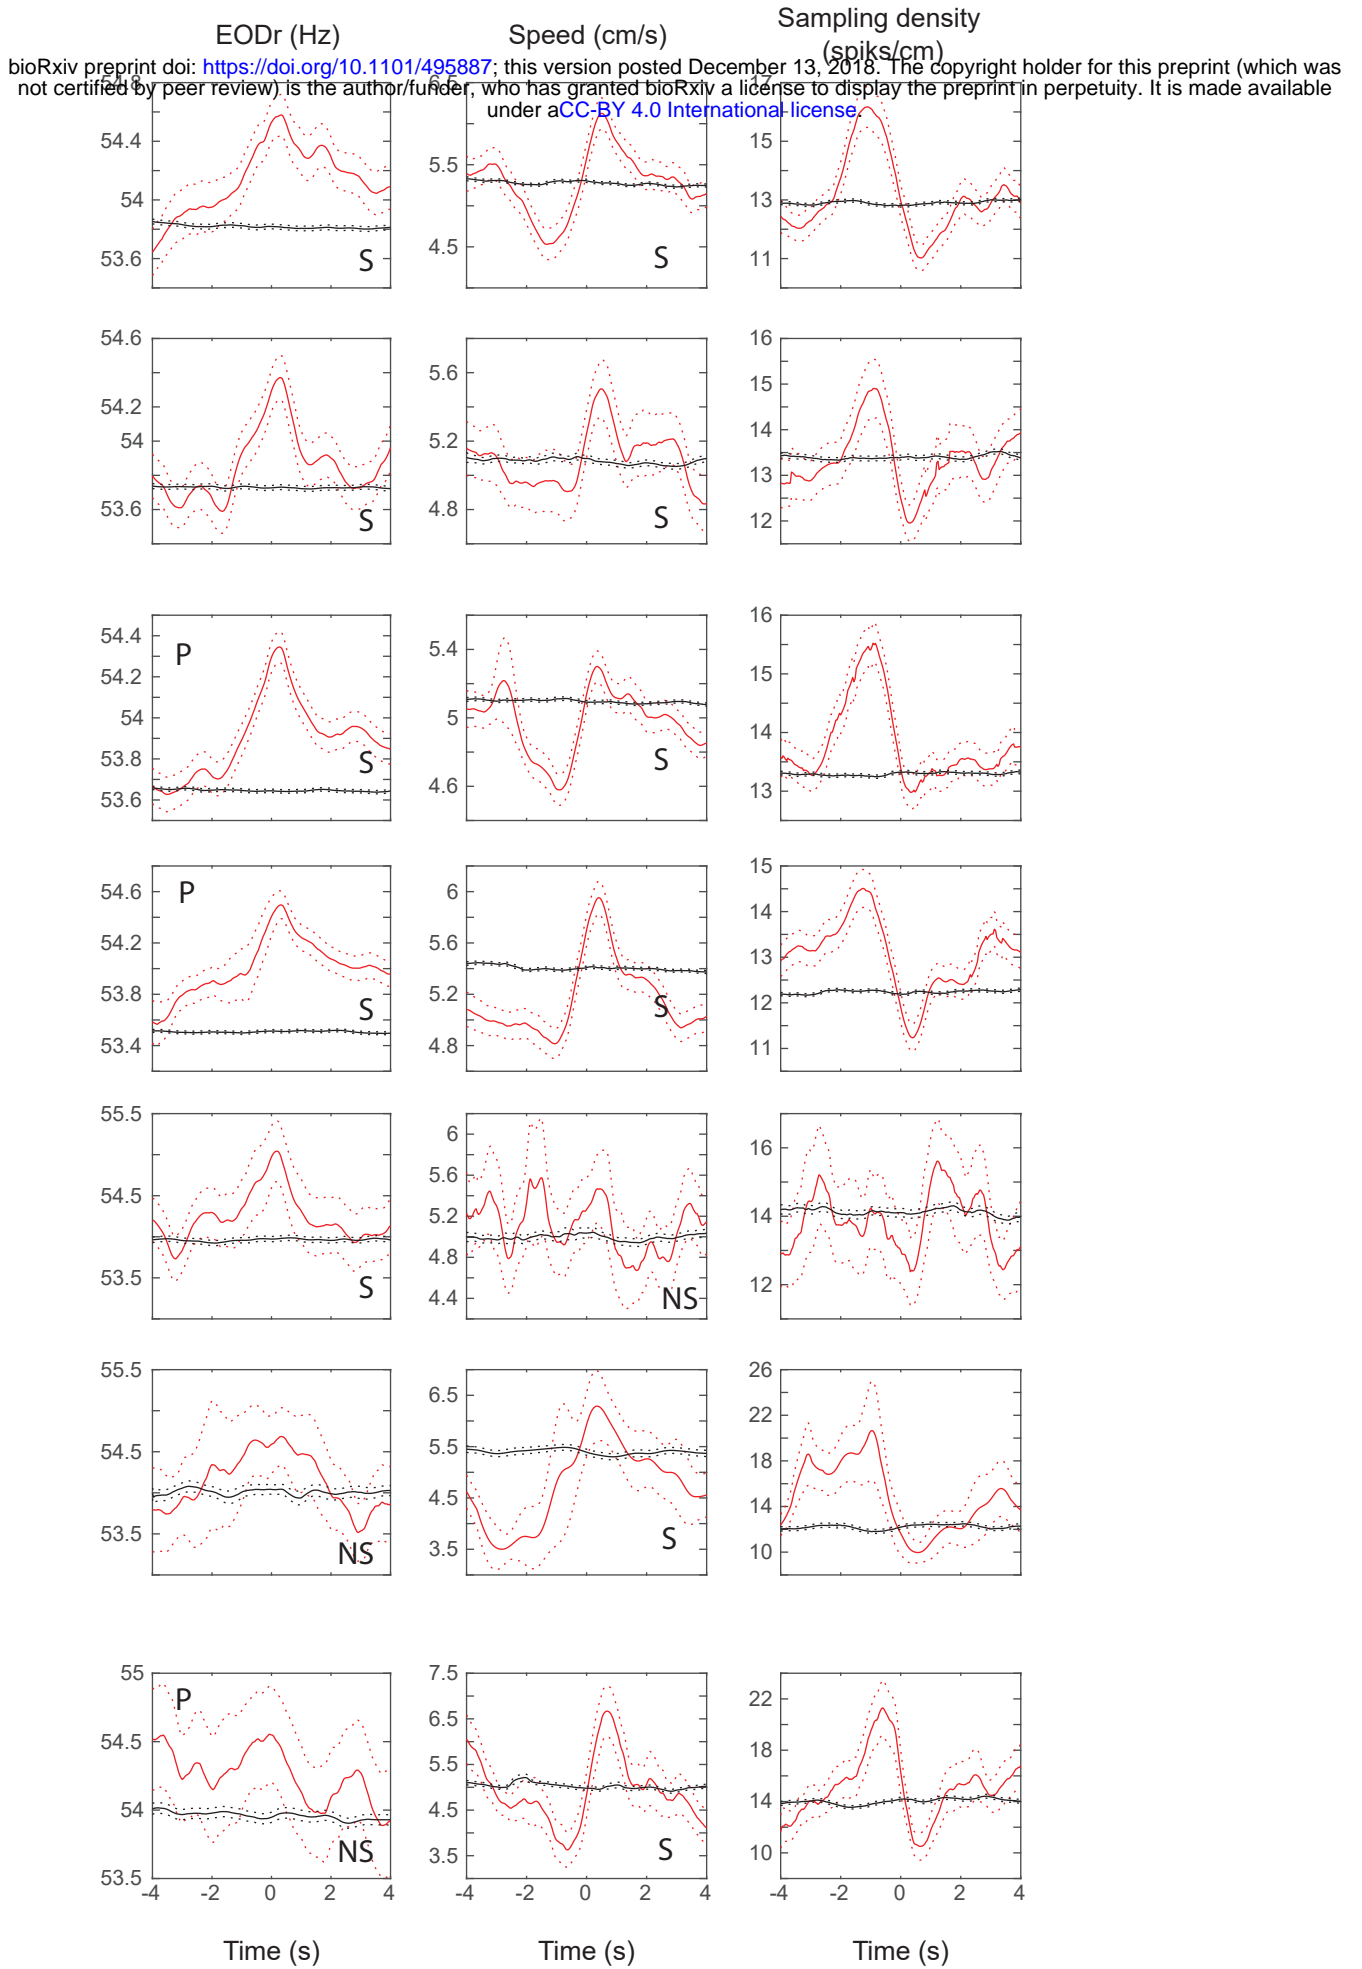 EODr (Hz) Speed (cm/s) Sampling density
(spiks/cm)
bioRxiv preprint doi: https://doi.org/10.1101/495887; this version posted December 13, 2018. The copyright holder for this preprint (which was
not certified by peer review) is the author/funder, who has granted bioRxiv a license to display the preprint in perpetuity. It is made available
under aCC-BY 4.0 International license.
54.8 6.5 17
54.4 5.5 15
54 4.5 13
53.6 11
S S
54.6 5.6 16
54.2 5.2 15
54 4.8 14
53.6 13
12
S S
54.4 5.4 16
54.2 5 15
54 4.6 14
53.8 13
53.6
P S S
54.6 6 15
54.2 5.6 14
53.8 5.2 13
53.4 4.8 12
11
P S S
55.5 6 16
54.5 5.6 14
53.5 5.2 12
4.8
4.4
S NS
55.5 6.5 26
54.5 5.5 22
53.5 4.5 18
3.5 14
10
NS S
55 7.5 22
54.5 6.5 18
54 5.5 14
53.5 4.5 10
3.5
P NS S
-4 -2 0 2 4 -4 -2 0 2 4 -4 -2 0 2 4
Time (s) Time (s) Time (s)